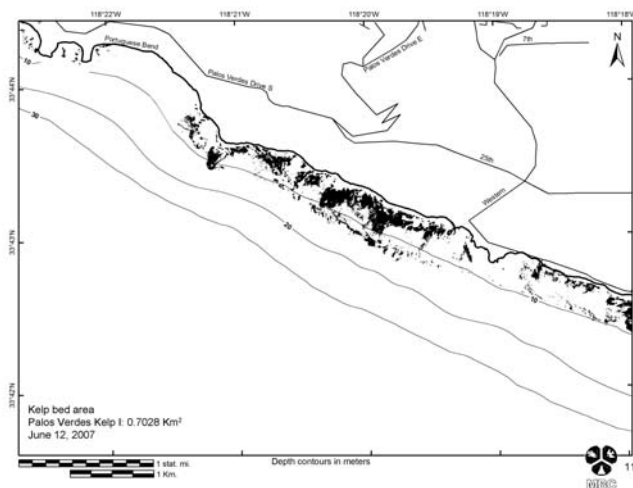 118°22'W 118°21'W 118°20'W 118°19'W 118°18'W
Portuguese Bend
Palos Verdes Drive S
Palos Verdes Drive E
7th
N
25th
Western
33°44'N
33°43'N
33°42'N
10
20
30
10
Kelp bed area
Palos Verdes Kelp I: 0.7028 Km²
June 12, 2007
1 stat. mi.
1 Km.
Depth contours in meters
MBC
11